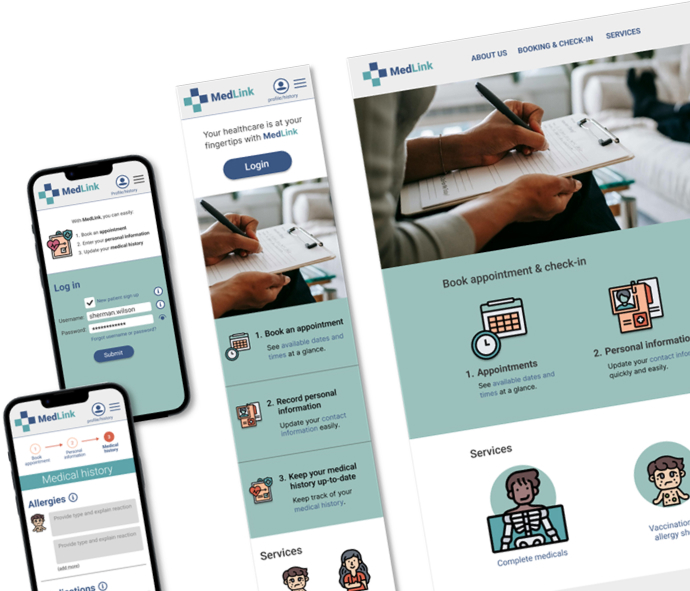 MedLink
profile/history
With MedLink, you can easily:
1. Book an appointment
2. Enter your personal information
3. Update your medical history
Log in
New patient sign-up
Username:
sherman.wilson
Password:
************
Forgot username or password?
Submit
MedLink
profile/history
1
2
3
Book
appointment
Personal
information
Medical
history
Medical history
Allergies
Provide type and explain reaction
Provide type and explain reaction
(add more)
MedLink
profile/history
Your healthcare is at your
fingertips with MedLink
Login
1. Book an appointment
See available dates and
times at a glance.
2. Record personal
information
Update your contact
information easily.
3. Keep your medical
history up-to-date
Keep track of your
medical history.
Services
MedLink
ABOUT US
BOOKING & CHECK-IN
SERVICES
Book appointment & check-in
1. Appointments
See available dates and
times at a glance.
2. Personal informatio
Update your contact infor
quickly and easily.
Services
Complete medicals
Vaccination
allergy sh